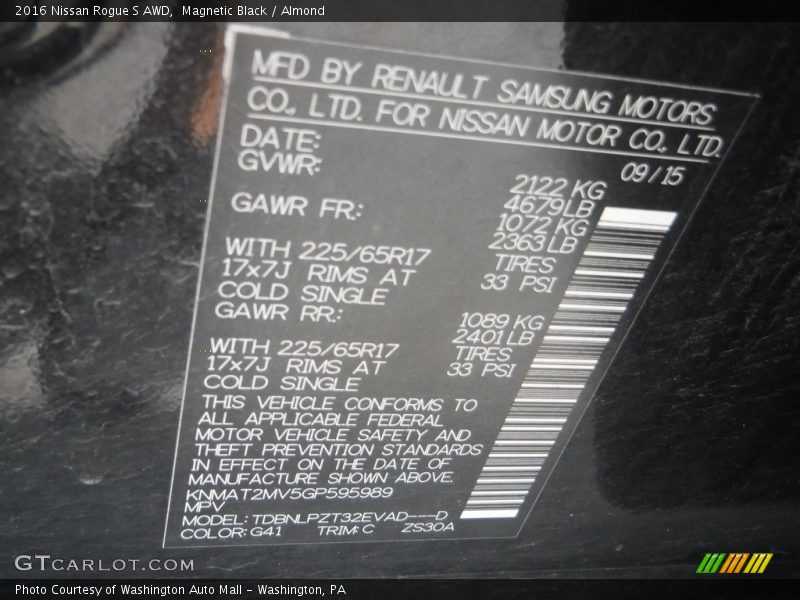 2016 Nissan Rogue S AWD, Magnetic Black / Almond
MFD BY RENAULT SAMSUNG MOTORS
CO., LTD. FOR NISSAN MOTOR CO., LTD.
DATE: 09/15
GVWR: 2122 KG
4679LB
GAWR FR: 1072 KG
2363LB
WITH 225/65R17 TIRES
17x7J RIMS AT 33 PSI
COLD SINGLE
GAWR RR: 1089 KG
2401LB
WITH 225/65R17 TIRES
17x7J RIMS AT 33 PSI
COLD SINGLE
THIS VEHICLE CONFORMS TO
ALL APPLICABLE FEDERAL
MOTOR VEHICLE SAFETY AND
THEFT PREVENTION STANDARDS
IN EFFECT ON THE DATE OF
MANUFACTURE SHOWN ABOVE.
KNMAT2MV5GP595989
MPV
MODEL: TDBNLPZT32EVAD---D
COLOR: G41 TRIM: C ZS30A
GTCARLOT.COM
Photo Courtesy of Washington Auto Mall - Washington, PA